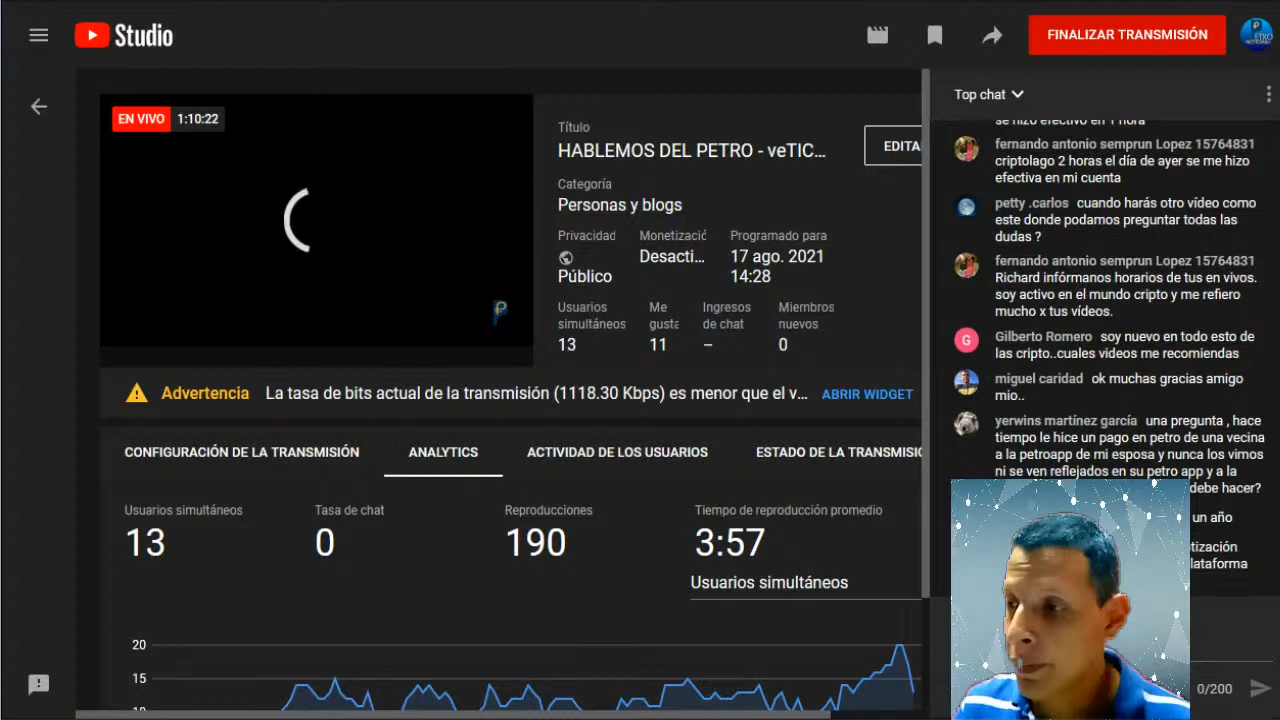 Studio
FINALIZAR TRANSMISIÓN
EN VIVO 1:10:22
Título
HABLEMOS DEL PETRO - veTIC...
EDITA
Categoría
Personas y blogs
Privacidad
Público
Monetizació
Desacti...
Programado para
17 ago. 2021
14:28
Usuarios
simultáneos
13
Me
gusta
11
Ingresos
de chat
–
Miembros
nuevos
0
Advertencia La tasa de bits actual de la transmisión (1118.30 Kbps) es menor que el v... ABRIR WIDGET
CONFIGURACIÓN DE LA TRANSMISIÓN ANALYTICS ACTIVIDAD DE LOS USUARIOS ESTADO DE LA TRANSMISIÓ
Usuarios simultáneos
13
Tasa de chat
0
Reproducciones
190
Tiempo de reproducción promedio
3:57
Usuarios simultáneos
20
15
10
Top chat
se hizo efectivo en 1 hora
fernando antonio semprun Lopez 15764831
criptolago 2 horas el día de ayer se me hizo
efectiva en mi cuenta
petty .carlos cuando harás otro vídeo como
este donde podamos preguntar todas las
dudas ?
fernando antonio semprun Lopez 15764831
Richard infórmanos horarios de tus en vivos.
soy activo en el mundo cripto y me refiero
mucho x tus vídeos.
G
Gilberto Romero soy nuevo en todo esto de
las cripto..cuales videos me recomiendas
miguel caridad ok muchas gracias amigo
mio..
yerwins martínez garcía una pregunta , hace
tiempo le hice un pago en petro de una vecina
a la petroapp de mi esposa y nunca los vimos
ni se ven reflejados en su petro app y a la
debe hacer?
un año
tización
lataforma
0/200